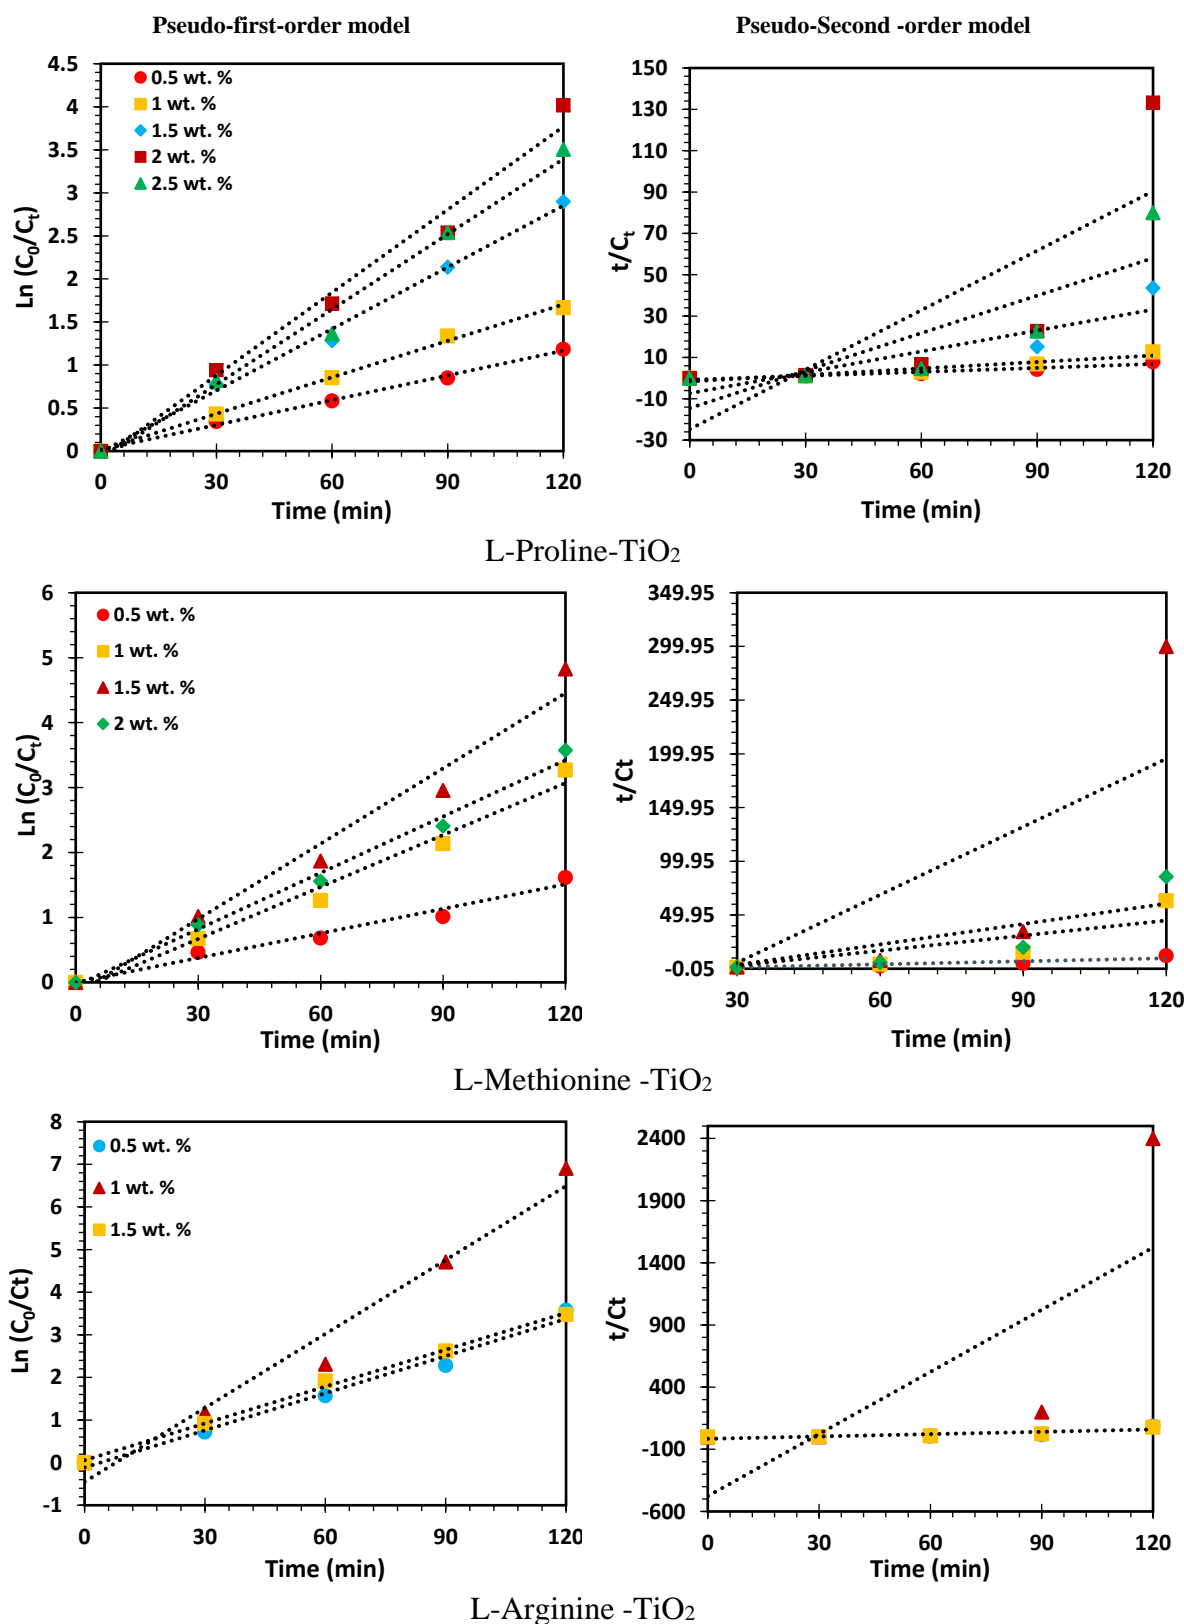 Pseudo-first-order model
Pseudo-Second -order model
4.5
4
3.5
3
2.5
2
1.5
1
0.5
0
Ln (C₀/Cₜ)
0.5 wt. %
1 wt. %
1.5 wt. %
2 wt. %
2.5 wt. %
0 30 60 90 120
Time (min)
150
130
110
90
70
50
30
10
-10
-30
t/Cₜ
0 30 60 90 120
Time (min)
L-Proline-TiO₂
6
5
4
3
2
1
0
Ln (C₀/Cₜ)
0.5 wt. %
1 wt. %
1.5 wt. %
2 wt. %
0 30 60 90 120
Time (min)
349.95
299.95
249.95
199.95
149.95
99.95
49.95
-0.05
t/Ct
30 60 90 120
Time (min)
L-Methionine -TiO₂
8
7
6
5
4
3
2
1
0
-1
Ln (C₀/Ct)
0.5 wt. %
1 wt. %
1.5 wt. %
0 30 60 90 120
Time (min)
2400
1900
1400
900
400
-100
-600
t/Ct
0 30 60 90 120
Time (min)
L-Arginine -TiO₂